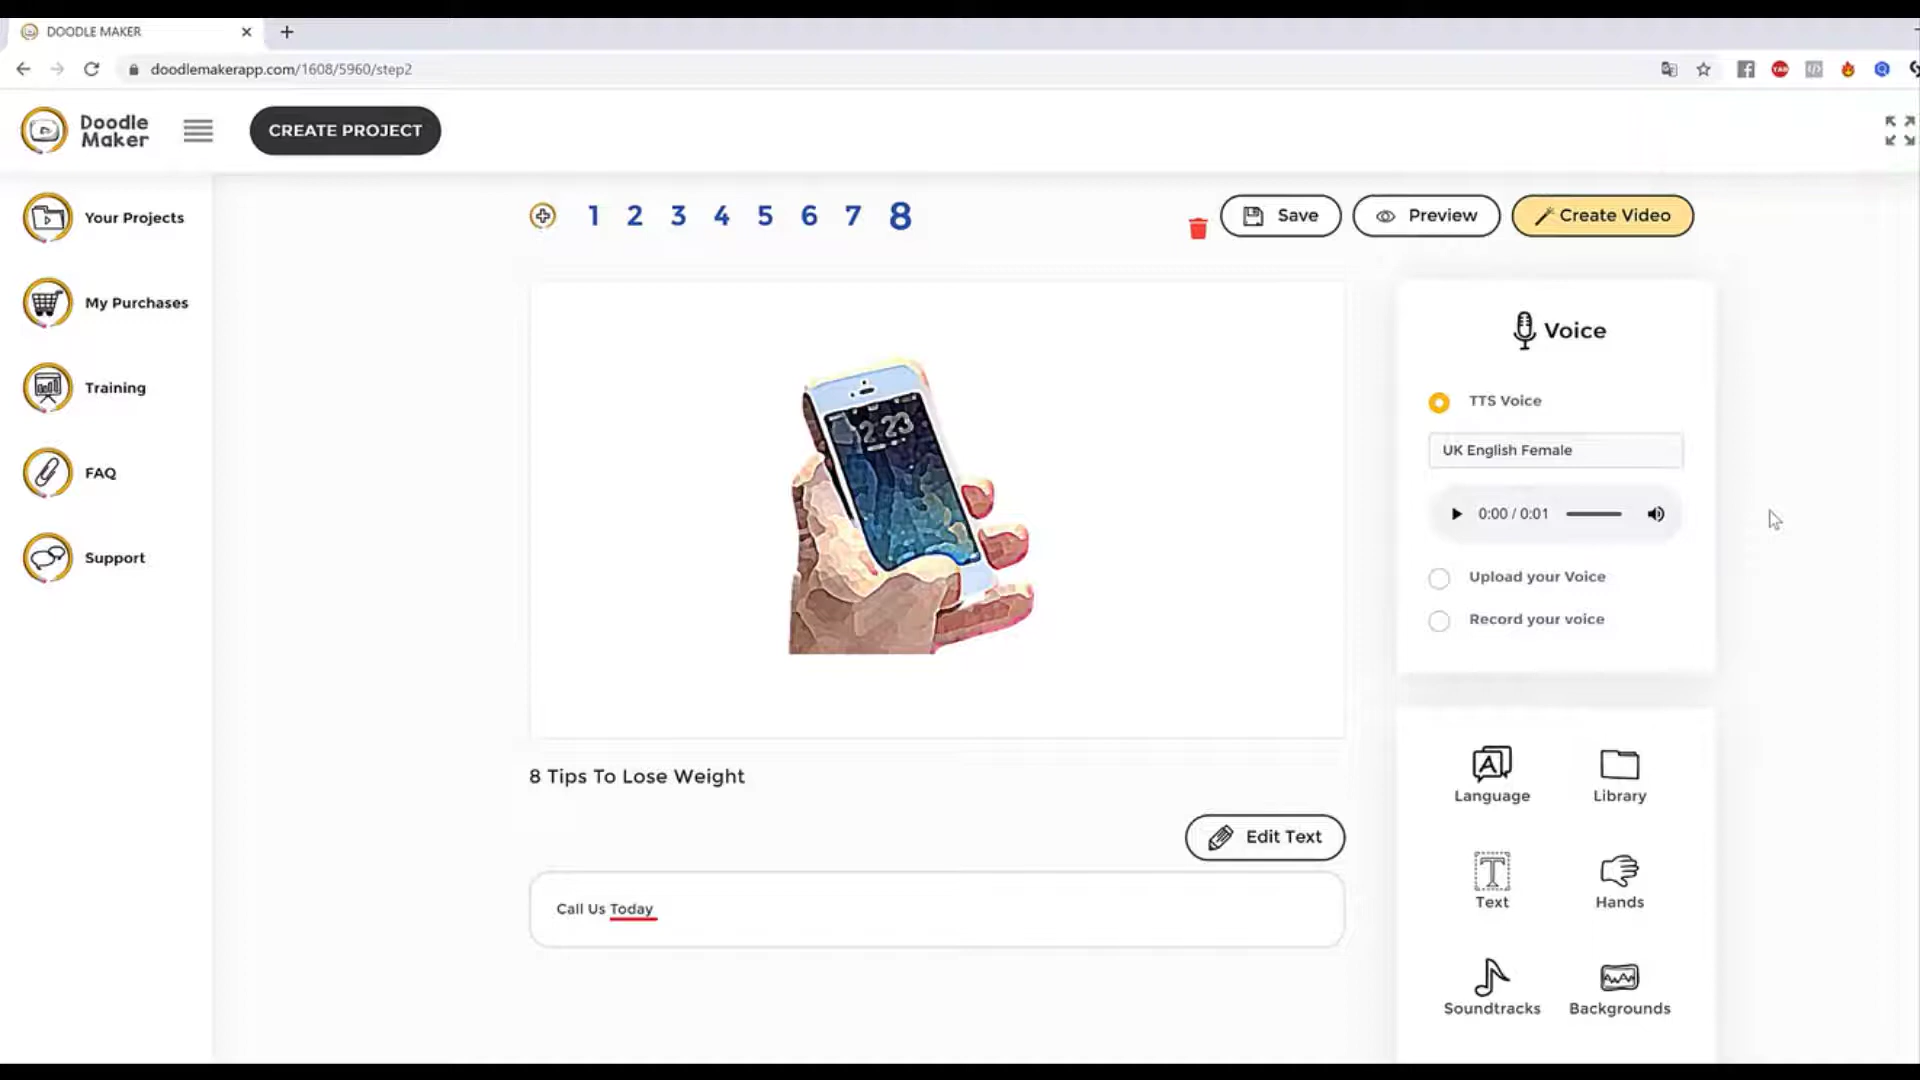 DOODLE MAKER
doodlemakerapp.com/1608/5960/step2
Doodle
Maker
CREATE PROJECT
Your Projects
My Purchases
Training
FAQ
Support
1 2 3 4 5 6 7 8
Save
Preview
Create Video
2 23
8 Tips To Lose Weight
Edit Text
Call Us Today
Voice
TTS Voice
UK English Female
0:00 / 0:01
Upload your Voice
Record your voice
Language
Library
Text
Hands
Soundtracks
Backgrounds